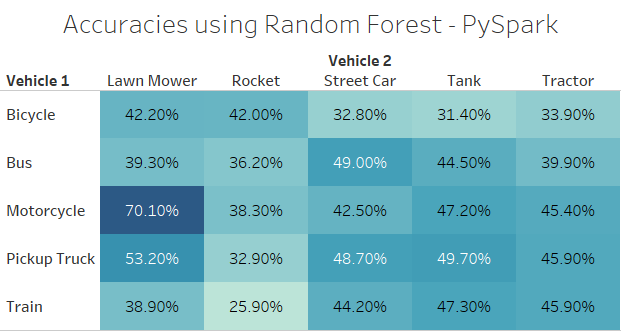 Accuracies using Random Forest - PySpark
Vehicle 2
Vehicle 1 Lawn Mower Rocket Street Car Tank Tractor
Bicycle 42.20% 42.00% 32.80% 31.40% 33.90%
Bus 39.30% 36.20% 49.00% 44.50% 39.90%
Motorcycle 70.10% 38.30% 42.50% 47.20% 45.40%
Pickup Truck 53.20% 32.90% 48.70% 49.70% 45.90%
Train 38.90% 25.90% 44.20% 47.30% 45.90%